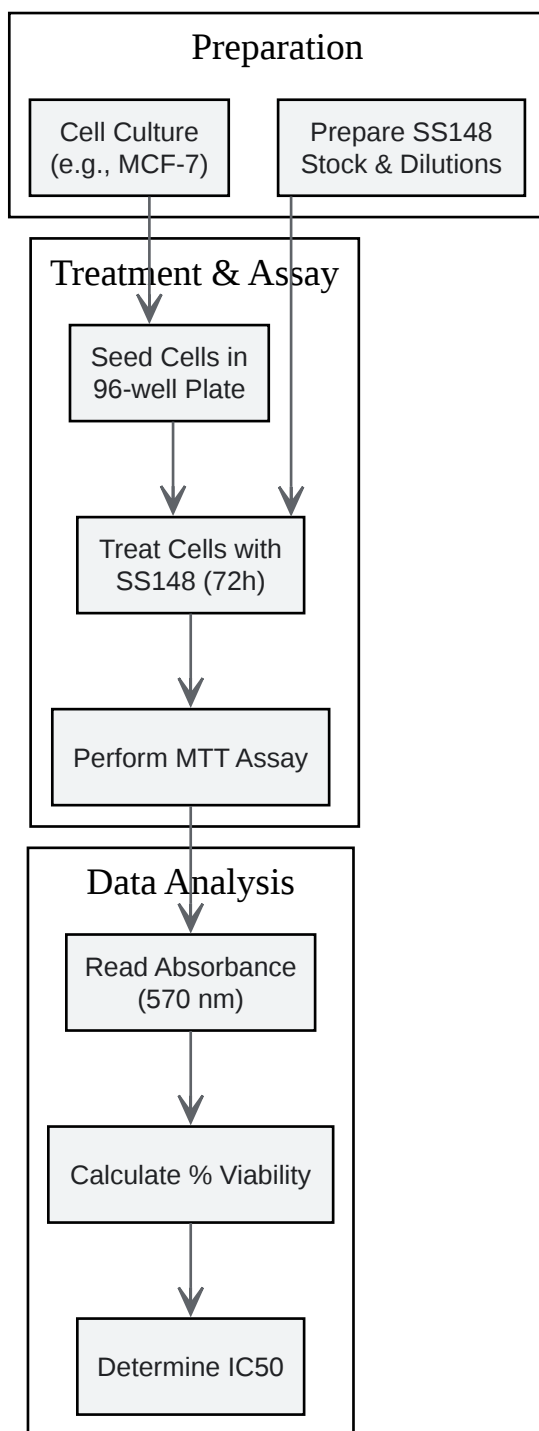 Preparation
Cell Culture
(e.g., MCF-7)
Prepare SS148
Stock & Dilutions
Treatment & Assay
Seed Cells in
96-well Plate
Treat Cells with
SS148 (72h)
Perform MTT Assay
Data Analysis
Read Absorbance
(570 nm)
Calculate % Viability
Determine IC50